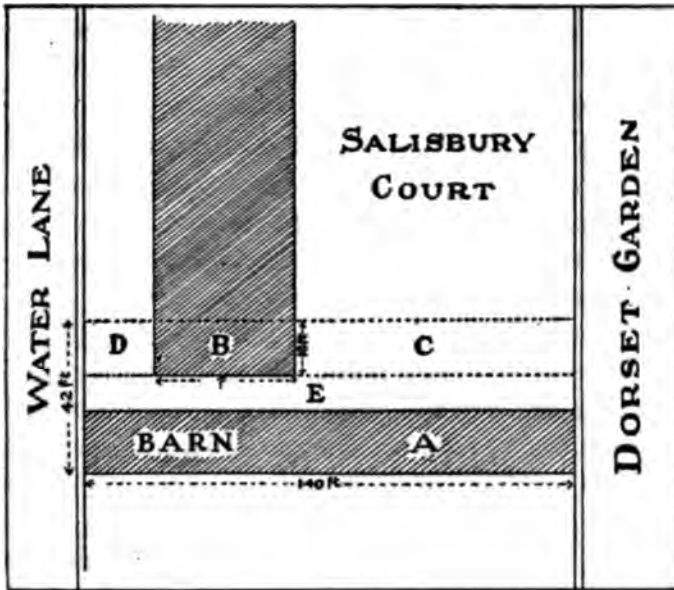 WATER LANE
SALISBURY
COURT
DORSET GARDEN
D
B
C
42 ft
?
E
BARN
A
140 ft